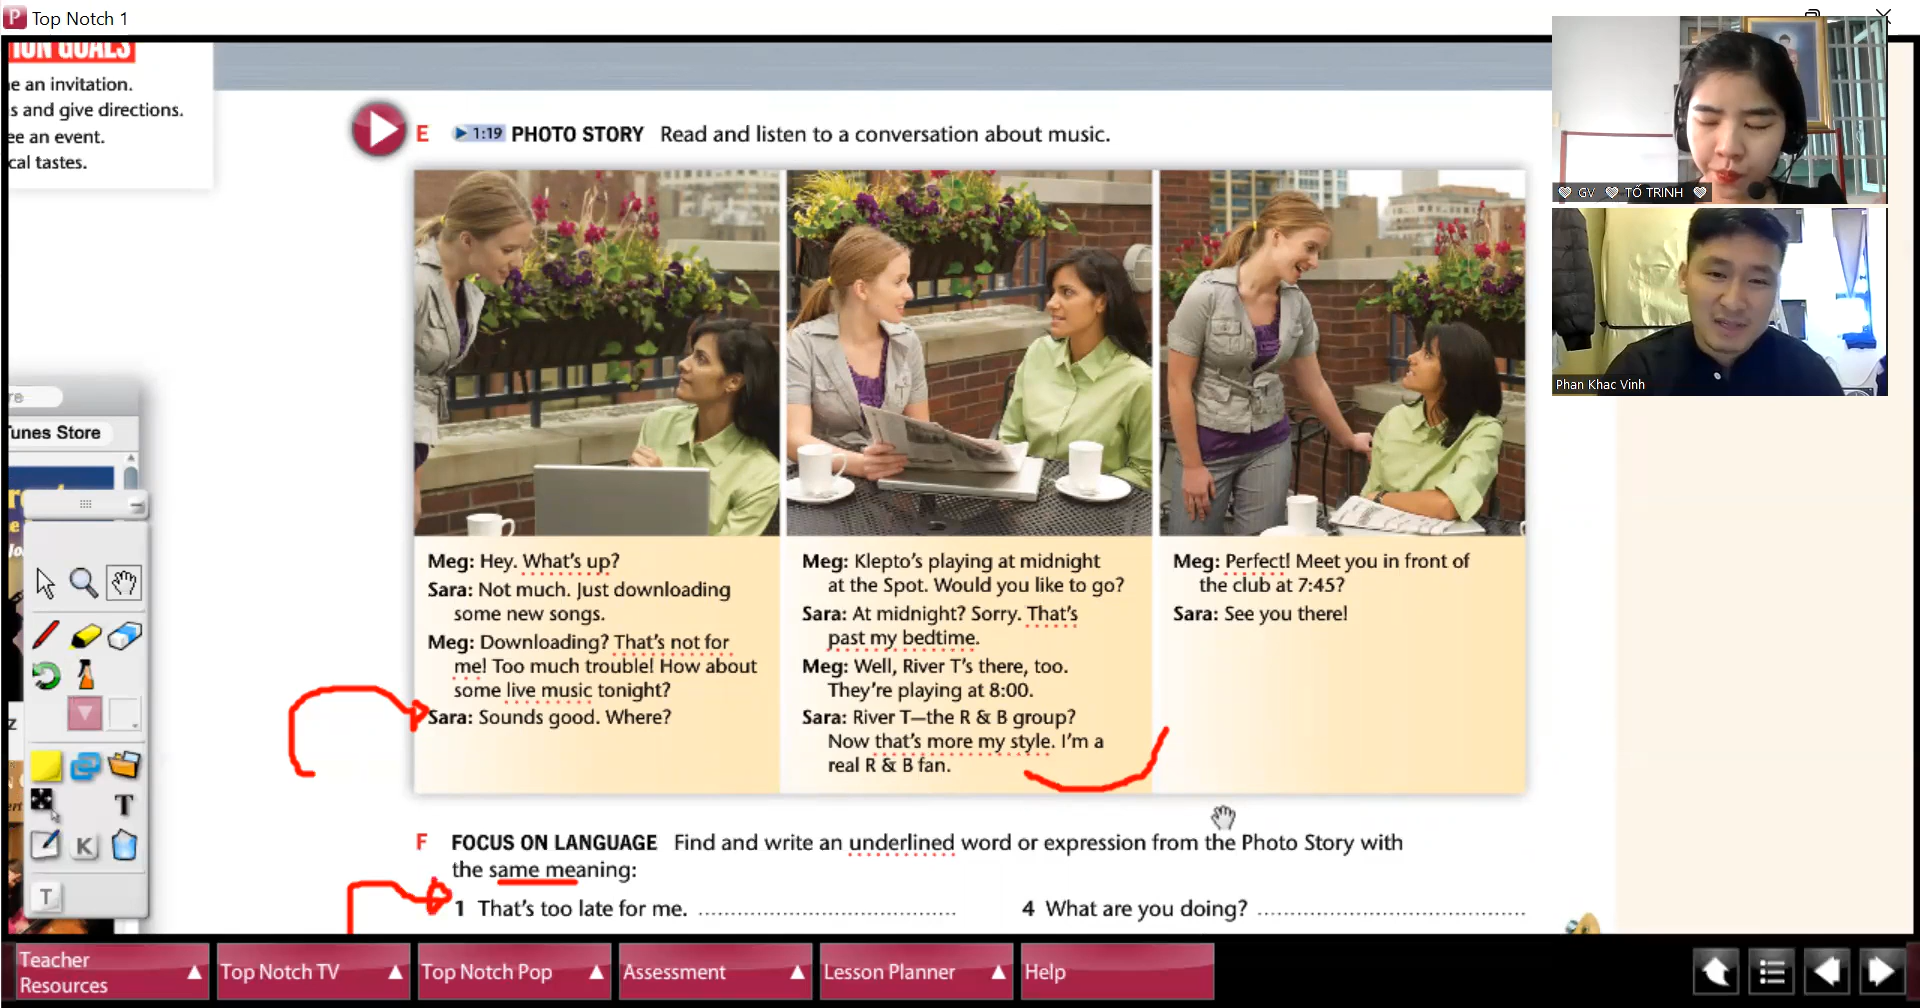 Top Notch 1
ION GOALS
e an invitation.
s and give directions.
ee an event.
cal tastes.
E 1:19 PHOTO STORY Read and listen to a conversation about music.
GV TỐ TRINH
Phan Khac Vinh
re
Tunes Store
Meg: Hey. What's up?
Sara: Not much. Just downloading
some new songs.
Meg: Downloading? That's not for
me! Too much trouble! How about
some live music tonight?
Sara: Sounds good. Where?
Meg: Klepto's playing at midnight
at the Spot. Would you like to go?
Sara: At midnight? Sorry. That's
past my bedtime.
Meg: Well, River T's there, too.
They're playing at 8:00.
Sara: River T—the R & B group?
Now that's more my style. I'm a
real R & B fan.
Meg: Perfect! Meet you in front of
the club at 7:45?
Sara: See you there!
F FOCUS ON LANGUAGE Find and write an underlined word or expression from the Photo Story with
the same meaning:
1 That's too late for me.
4 What are you doing?
T
K
T
Teacher
Resources
Top Notch TV
Top Notch Pop
Assessment
Lesson Planner
Help